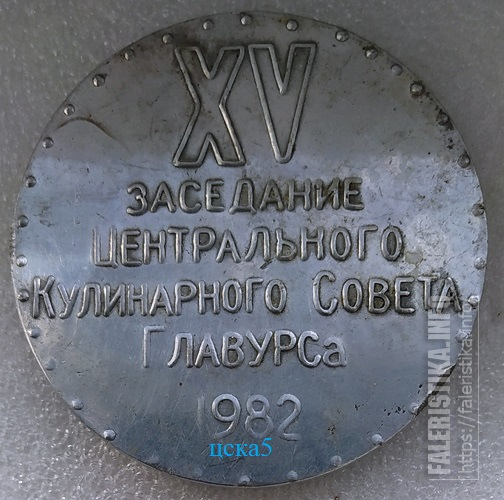 XV
ЗАСЕДАНИЕ
ЦЕНТРАЛЬНОГО
КУЛИНАРНОГО СОВЕТА
ГЛАВУРСа
1982
цска5
FALERISTIKA.INFO
https://faleristika.info